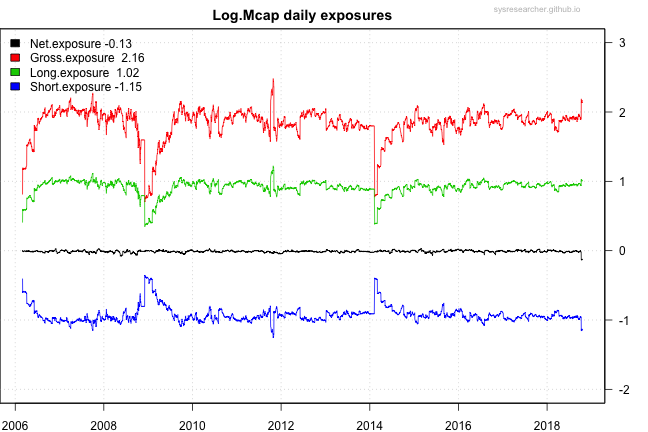 Log.Mcap daily exposures
sysresearcher.github.io
Net.exposure -0.13
Gross.exposure 2.16
Long.exposure 1.02
Short.exposure -1.15
3
2
1
0
-1
-2
2006 2008 2010 2012 2014 2016 2018